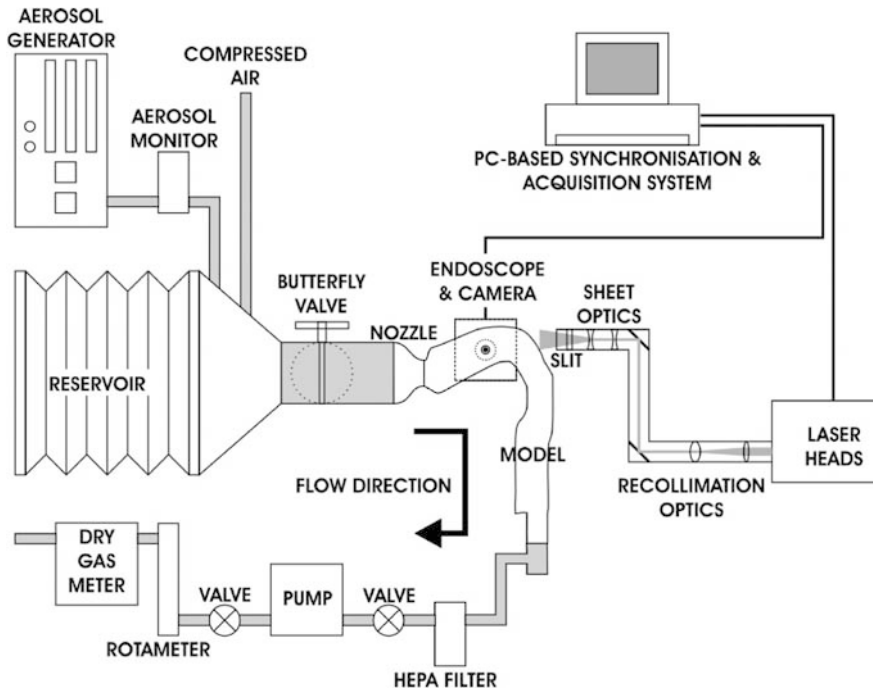 AEROSOL
GENERATOR
COMPRESSED
AIR
AEROSOL
MONITOR
PC-BASED SYNCHRONISATION &
ACQUISITION SYSTEM
BUTTERFLY
VALVE
ENDOSCOPE
& CAMERA
NOZZLE
SHEET
OPTICS
SLIT
RESERVOIR
LASER
HEADS
MODEL
RECOLLIMATION
OPTICS
FLOW DIRECTION
DRY
GAS
METER
VALVE
PUMP
VALVE
ROTAMETER
HEPA FILTER